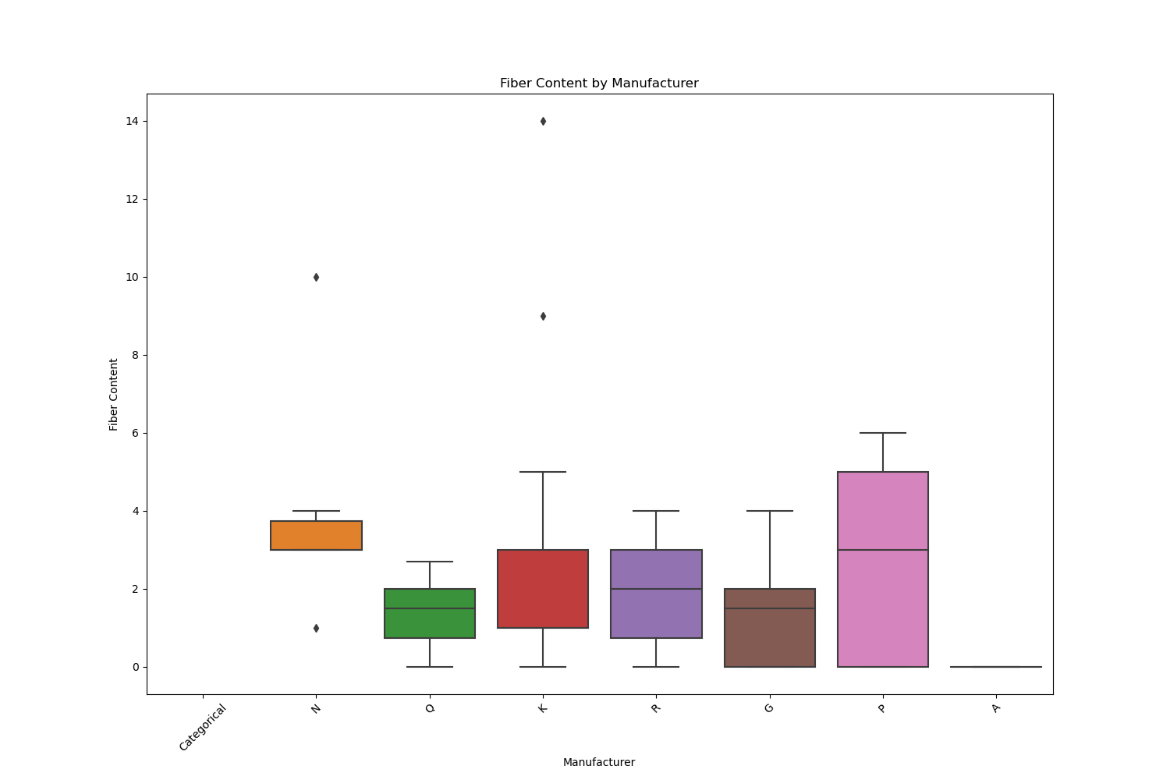 Fiber Content by Manufacturer
14
12
10
8
6
4
2
0
Fiber Content
Categorical
N
Q
K
R
G
P
A
Manufacturer